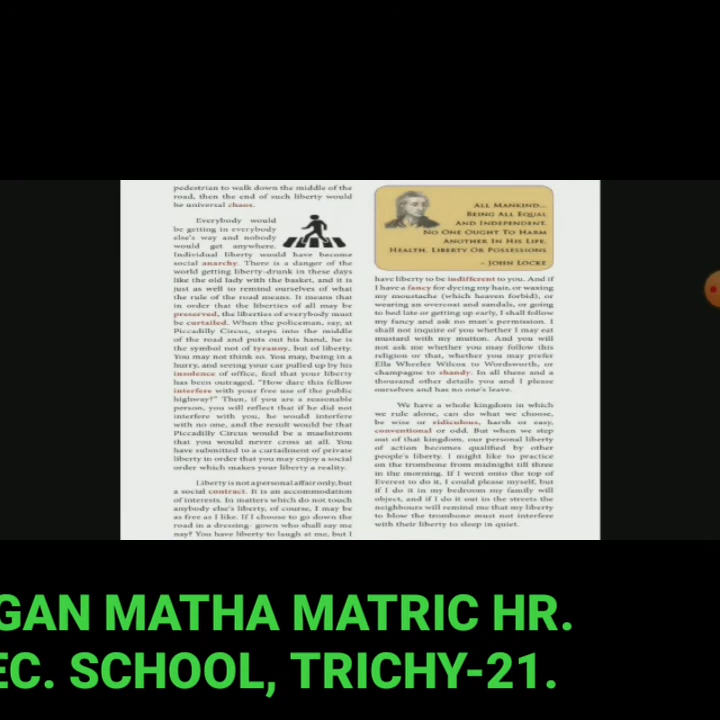 pedestrian to walk down the middle of the
road, then the end of such liberty would
be universal chaos.
Everybody would
be getting in everybody
else's way and nobody
would get anywhere.
Individual liberty would have become
social anarchy. There is a danger of the
world getting liberty-drunk in these days
like the old lady with the basket, and it is
just as well to remind ourselves of what
the rule of the road means. It means that
in order that the liberties of all may be
preserved, the liberties of everybody must
be curtailed. When the policeman, say, at
Piccadilly Circus, steps into the middle
of the road and puts out his hand, he is
the symbol not of tyranny, but of liberty.
You may not think so. You may, being in a
hurry, and seeing your car pulled up by his
insolence of office, feel that your liberty
has been outraged. "How dare this fellow
interfere with your free use of the public
highway?" Then, if you are a reasonable
person, you will reflect that if he did not
interfere with you, he would interfere
with no one, and the result would be that
Piccadilly Circus would be a maelstrom
that you would never cross at all. You
have submitted to a curtailment of private
liberty in order that you may enjoy a social
order which makes your liberty a reality.
Liberty is not a personal affair only, but
a social contract. It is an accommodation
of interests. In matters which do not touch
anybody else's liberty, of course, I may be
as free as I like. If I choose to go down the
road in a dressing- gown who shall say me
nay? You have liberty to laugh at me, but I
ALL MANKIND...
BEING ALL EQUAL
AND INDEPENDENT,
NO ONE OUGHT TO HARM
ANOTHER IN HIS LIFE,
HEALTH, LIBERTY OR POSSESSIONS
– JOHN LOCKE
have liberty to be indifferent to you. And if
I have a fancy for dyeing my hair, or waxing
my moustache (which heaven forbid), or
wearing an overcoat and sandals, or going
to bed late or getting up early, I shall follow
my fancy and ask no man's permission. I
shall not inquire of you whether I may eat
mustard with my mutton. And you will
not ask me whether you may follow this
religion or that, whether you may prefer
Ella Wheeler Wilcox to Wordsworth, or
champagne to shandy. In all these and a
thousand other details you and I please
ourselves and have no one's leave.
We have a whole kingdom in which
we rule alone, can do what we choose,
be wise or ridiculous, harsh or easy,
conventional or odd. But when we step
out of that kingdom, our personal liberty
of action becomes qualified by other
people's liberty. I might like to practice
on the trombone from midnight till three
in the morning. If I went onto the top of
Everest to do it, I could please myself, but
if I do it in my bedroom my family will
object, and if I do it out in the streets the
neighbours will remind me that my liberty
to blow the trombone must not interfere
with their liberty to sleep in quiet.
GAN MATHA MATRIC HR.
EC. SCHOOL, TRICHY-21.